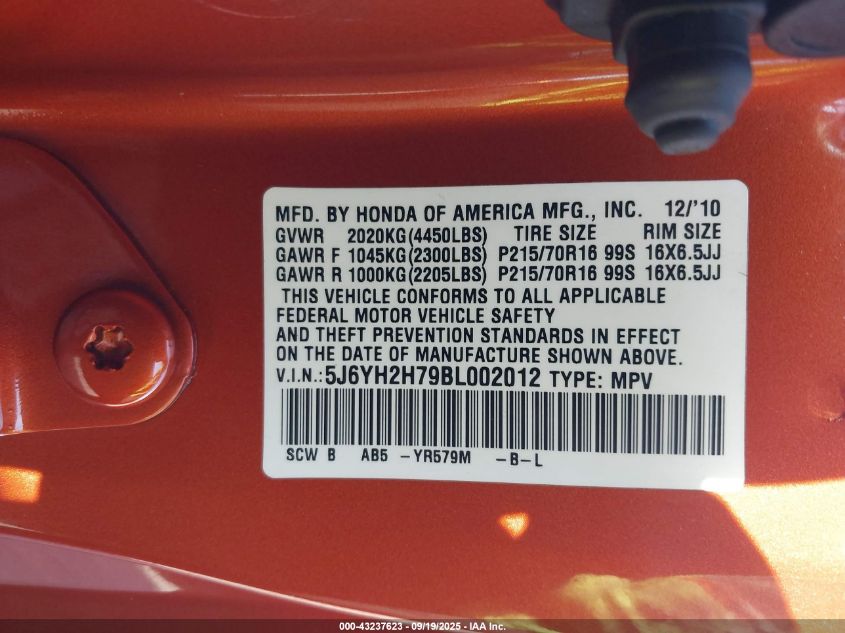 MFD. BY HONDA OF AMERICA MFG., INC. 12/'10
GVWR 2020KG(4450LBS) TIRE SIZE RIM SIZE
GAWR F 1045KG(2300LBS) P215/70R16 99S 16X6.5JJ
GAWR R 1000KG(2205LBS) P215/70R16 99S 16X6.5JJ
THIS VEHICLE CONFORMS TO ALL APPLICABLE
FEDERAL MOTOR VEHICLE SAFETY
AND THEFT PREVENTION STANDARDS IN EFFECT
ON THE DATE OF MANUFACTURE SHOWN ABOVE.
V.I.N.:5J6YH2H79BL002012 TYPE: MPV
SCW B AB5 -YR579M -B-L
000-43237623 - 09/19/2025 - IAA Inc.